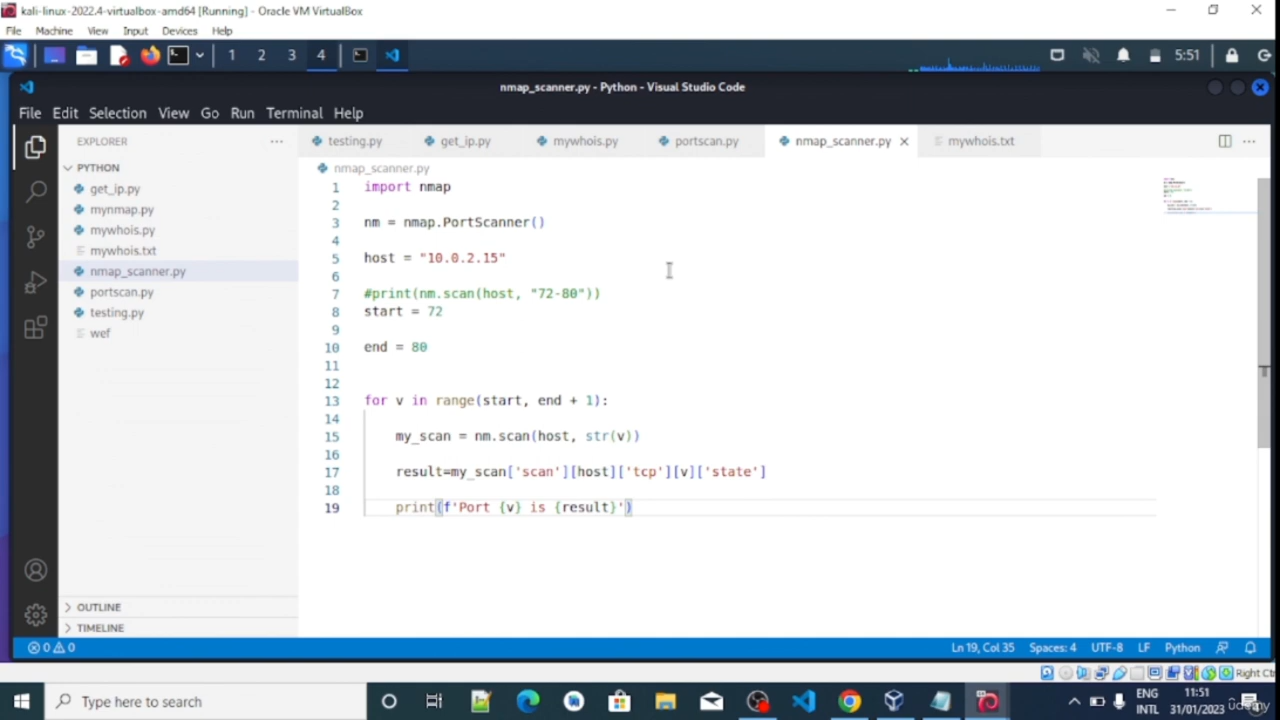 kali-linux-2022.4-virtualbox-amd64 [Running] - Oracle VM VirtualBox
File Machine View Input Devices Help
1 2 3 4 5:51
nmap_scanner.py - Python - Visual Studio Code
File Edit Selection View Go Run Terminal Help
EXPLORER
testing.py get_ip.py mywhois.py portscan.py nmap_scanner.py mywhois.txt
PYTHON
get_ip.py
mynmap.py
mywhois.py
mywhois.txt
nmap_scanner.py
portscan.py
testing.py
wef
OUTLINE
TIMELINE
nmap_scanner.py
1 import nmap
2
3 nm = nmap.PortScanner()
4
5 host = "10.0.2.15"
6
7 #print(nm.scan(host, "72-80"))
8 start = 72
9
10 end = 80
11
12
13 for v in range(start, end + 1):
14
15 my_scan = nm.scan(host, str(v))
16
17 result=my_scan['scan'][host]['tcp'][v]['state']
18
19 print(f'Port {v} is {result}')
0 0 Ln 19, Col 35 Spaces: 4 UTF-8 LF Python
Right Ct
Type here to search
ENG
INTL
11:51
31/01/2023
udemy